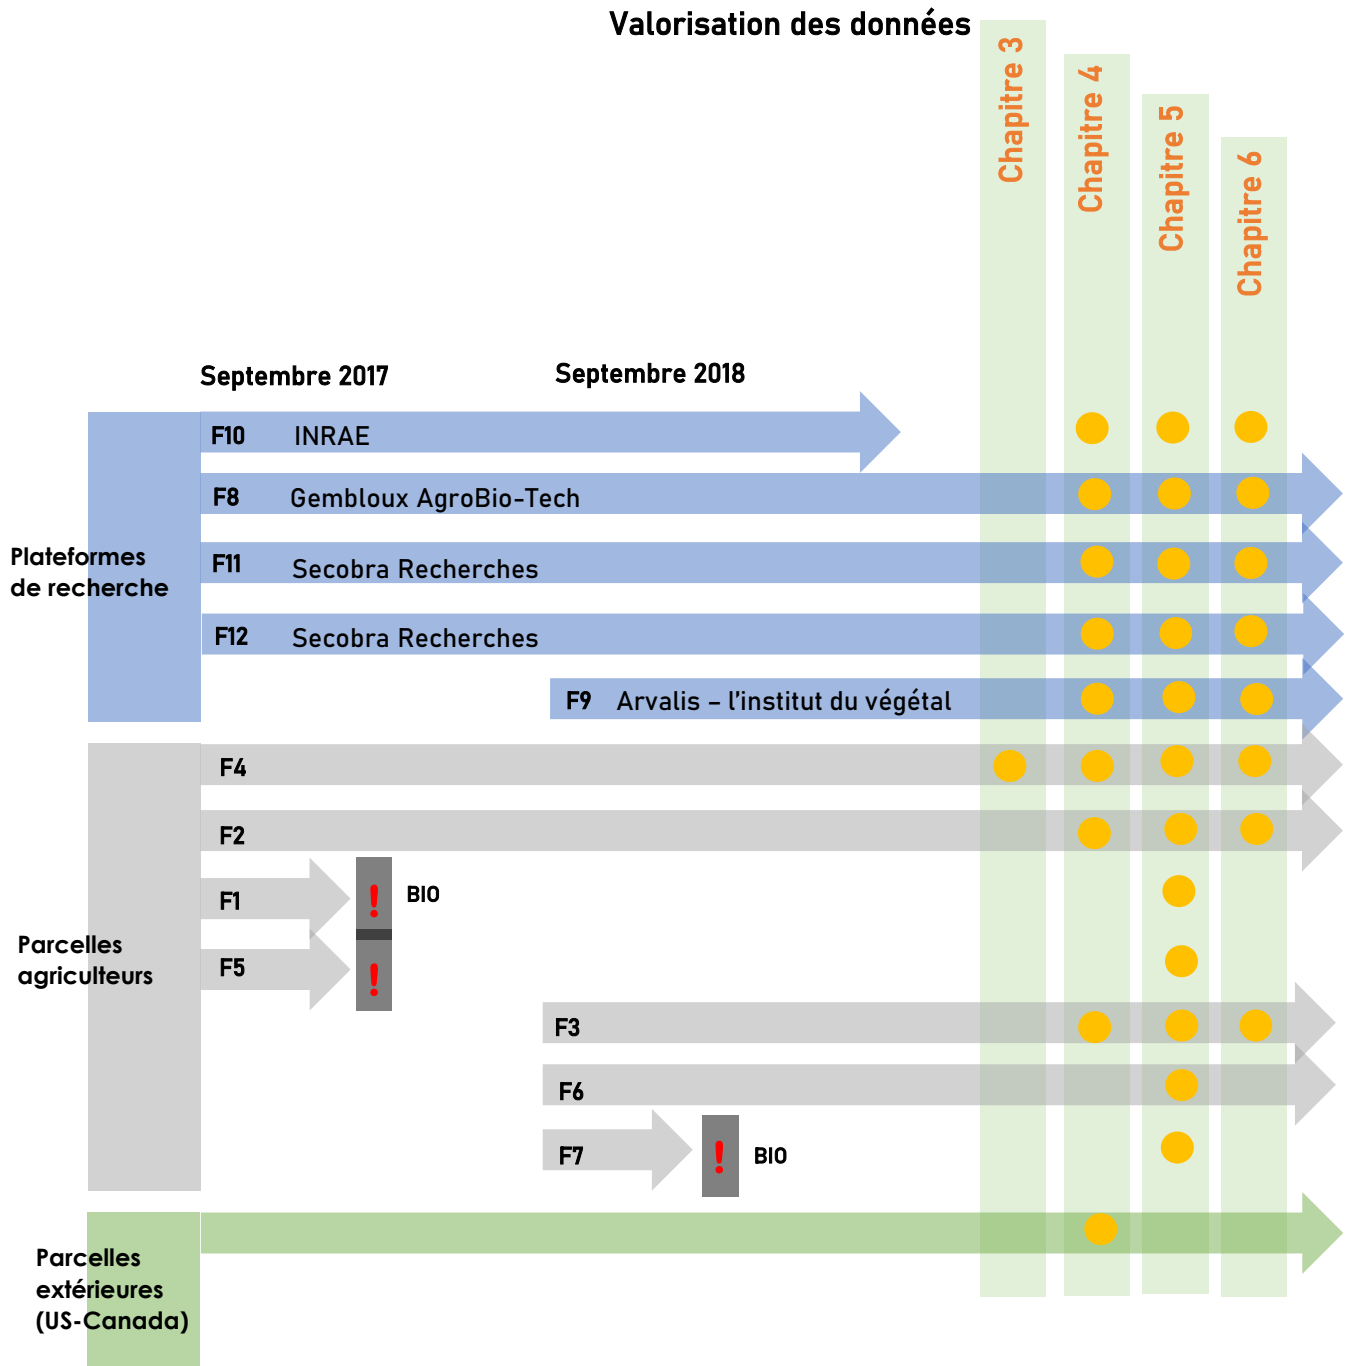 Valorisation des données
Chapitre 3
Chapitre 4
Chapitre 5
Chapitre 6
Septembre 2017
Septembre 2018
Plateformes
de recherche
F10 INRAE
F8 Gembloux AgroBio-Tech
F11 Secobra Recherches
F12 Secobra Recherches
F9 Arvalis – l'institut du végétal
Parcelles
agriculteurs
F4
F2
F1 ! BIO
F5 !
F3
F6
F7 ! BIO
Parcelles
extérieures
(US-Canada)